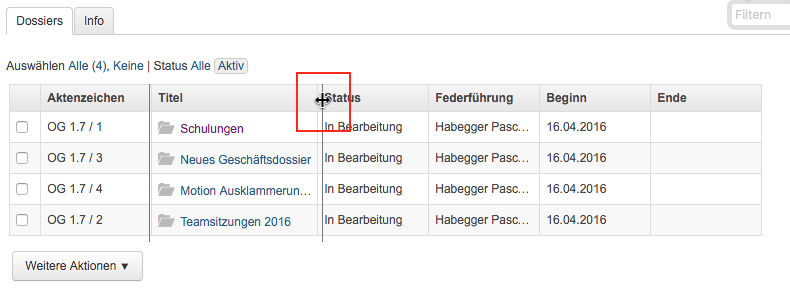 Dossiers Info Filtern
Auswählen Alle (4), Keine | Status Alle Aktiv
Aktenzeichen Titel Status Federführung Beginn Ende
OG 1.7 / 1 Schulungen In Bearbeitung Habegger Pasc... 16.04.2016
OG 1.7 / 3 Neues Geschäftsdossier In Bearbeitung Habegger Pasc... 16.04.2016
OG 1.7 / 4 Motion Ausklammerun... In Bearbeitung Habegger Pasc... 16.04.2016
OG 1.7 / 2 Teamsitzungen 2016 In Bearbeitung Habegger Pasc... 16.04.2016
Weitere Aktionen ▼